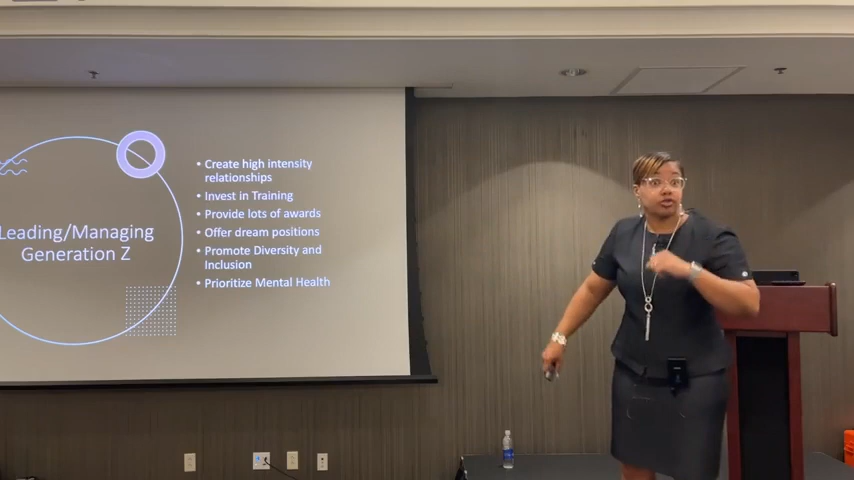 Leading/Managing
Generation Z
• Create high intensity
relationships
• Invest in Training
• Provide lots of awards
• Offer dream positions
• Promote Diversity and
Inclusion
• Prioritize Mental Health